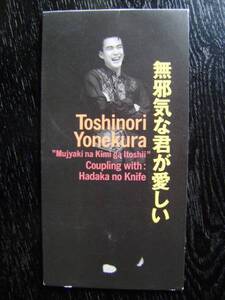 Toshinori
Yonekura
"Mujyaki na Kimi ga Itoshii"
Coupling with:
Hadaka no Knife
無邪気な君が愛しい